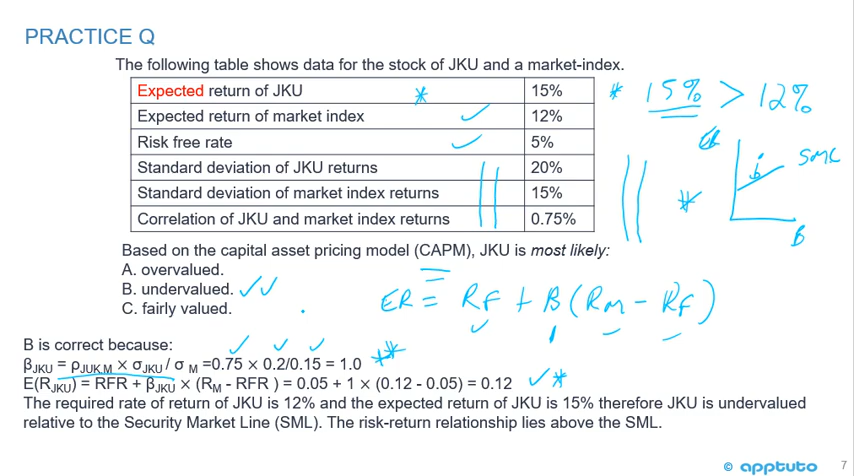 PRACTICE Q
The following table shows data for the stock of JKU and a market-index.
Expected return of JKU 15%
Expected return of market index 12%
Risk free rate 5%
Standard deviation of JKU returns 20%
Standard deviation of market index returns 15%
Correlation of JKU and market index returns 0.75%
15% > 12%
SML
j
B
Based on the capital asset pricing model (CAPM), JKU is most likely:
A. overvalued.
B. undervalued.
C. fairly valued.
ER = RF + B (RM - RF)
B is correct because:
βJKU = ρJUK,M × σJKU / σ M =0.75 × 0.2/0.15 = 1.0
E(RJKU) = RFR + βJKU × (RM - RFR ) = 0.05 + 1 × (0.12 - 0.05) = 0.12
The required rate of return of JKU is 12% and the expected return of JKU is 15% therefore JKU is undervalued
relative to the Security Market Line (SML). The risk-return relationship lies above the SML.
© apptuto 7